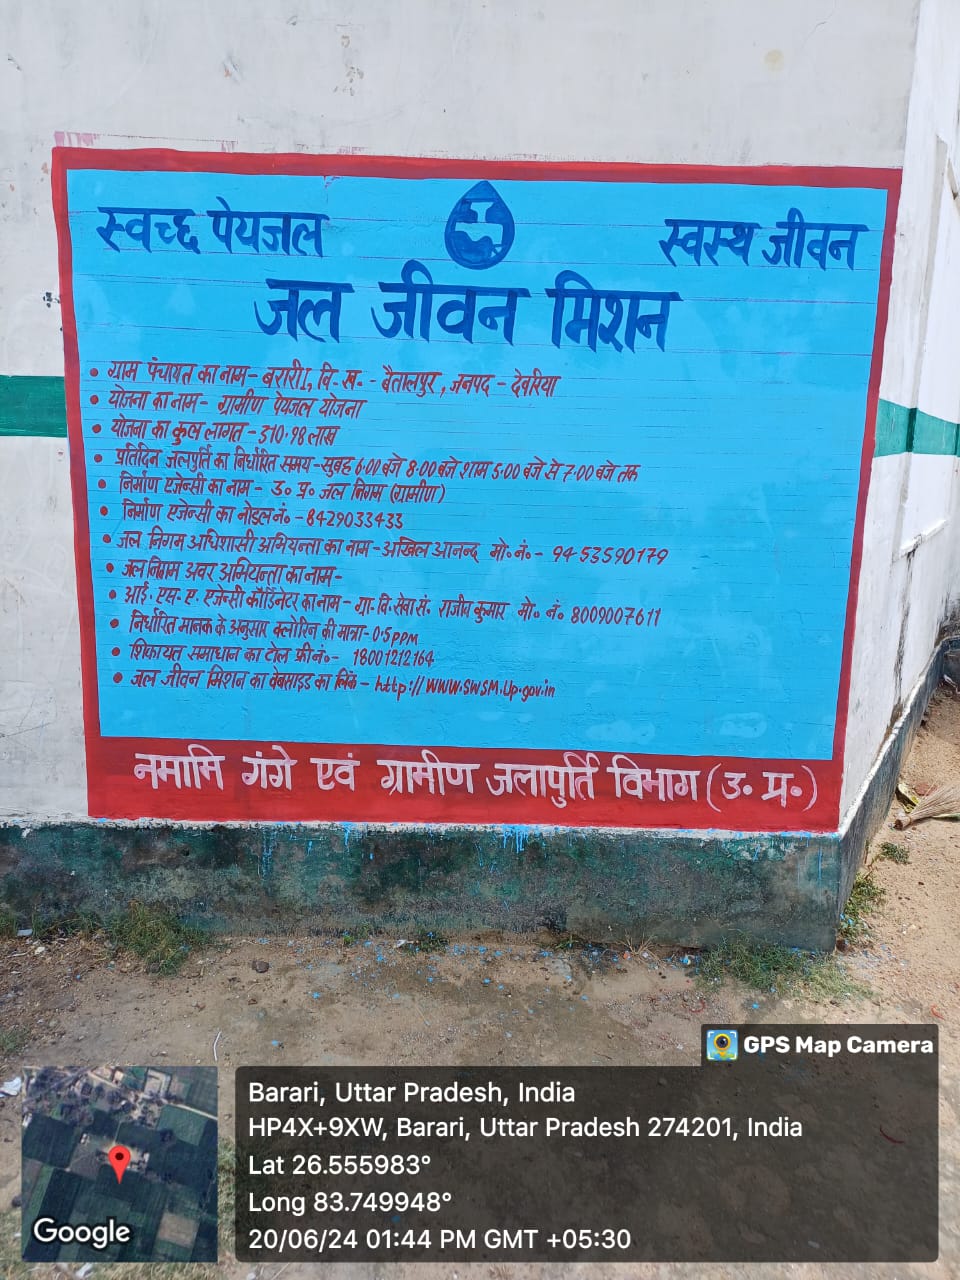 स्वच्छ पेयजल
स्वस्थ जीवन
जल जीवन मिशन
• ग्राम पंचायत का नाम - बरारी I, वि॰ ख॰ - बैतालपुर, जनपद - देवरिया
• योजना का नाम - ग्रामीण पेयजल योजना
• योजना का कुल लागत - 310.98 लाख
• प्रतिदिन जलपुर्ति का निर्धारित समय - सुबह 6:00 बजे 8:00 बजे शाम 5:00 बजे से 7:00 बजे तक
• निर्माण एजेन्सी का नाम - उ॰ प्र॰ जल निगम (ग्रामीण)
• निर्माण एजेन्सी का नोडल नं॰ - 8429033433
• जल निगम अधिशासी अभियन्ता का नाम - अखिल आनन्द मो॰ नं॰ - 9453590179
• जल निगम अवर अभियन्ता का नाम -
• आई॰ एस॰ ए॰ एजेन्सी कोर्डिनेटर का नाम - ग्रा॰ वि॰ सेवा सं॰ राजीव कुमार मो॰ नं॰ 8009007611
• निर्धारित मानक के अनुसार क्लोरिन की मात्रा - 0.5 ppm
• शिकायत समाधान का टोल फ्री नं॰ - 18001212164
• जल जीवन मिशन का वेबसाइड का लिंक - http://www.swsm.up.gov.in
नमामि गंगे एवं ग्रामीण जलापुर्ति विभाग (उ॰ प्र॰)
GPS Map Camera
Barari, Uttar Pradesh, India
HP4X+9XW, Barari, Uttar Pradesh 274201, India
Lat 26.555983°
Long 83.749948°
20/06/24 01:44 PM GMT +05:30
Google